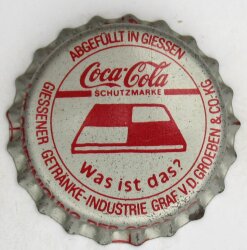 ABGEFÜLLT IN GIESSEN
Coca-Cola
SCHUTZMARKE
Was ist das?
GIESSENER GETRÄNKE-INDUSTRIE GRAF V.D. GROEBEN & CO·KG